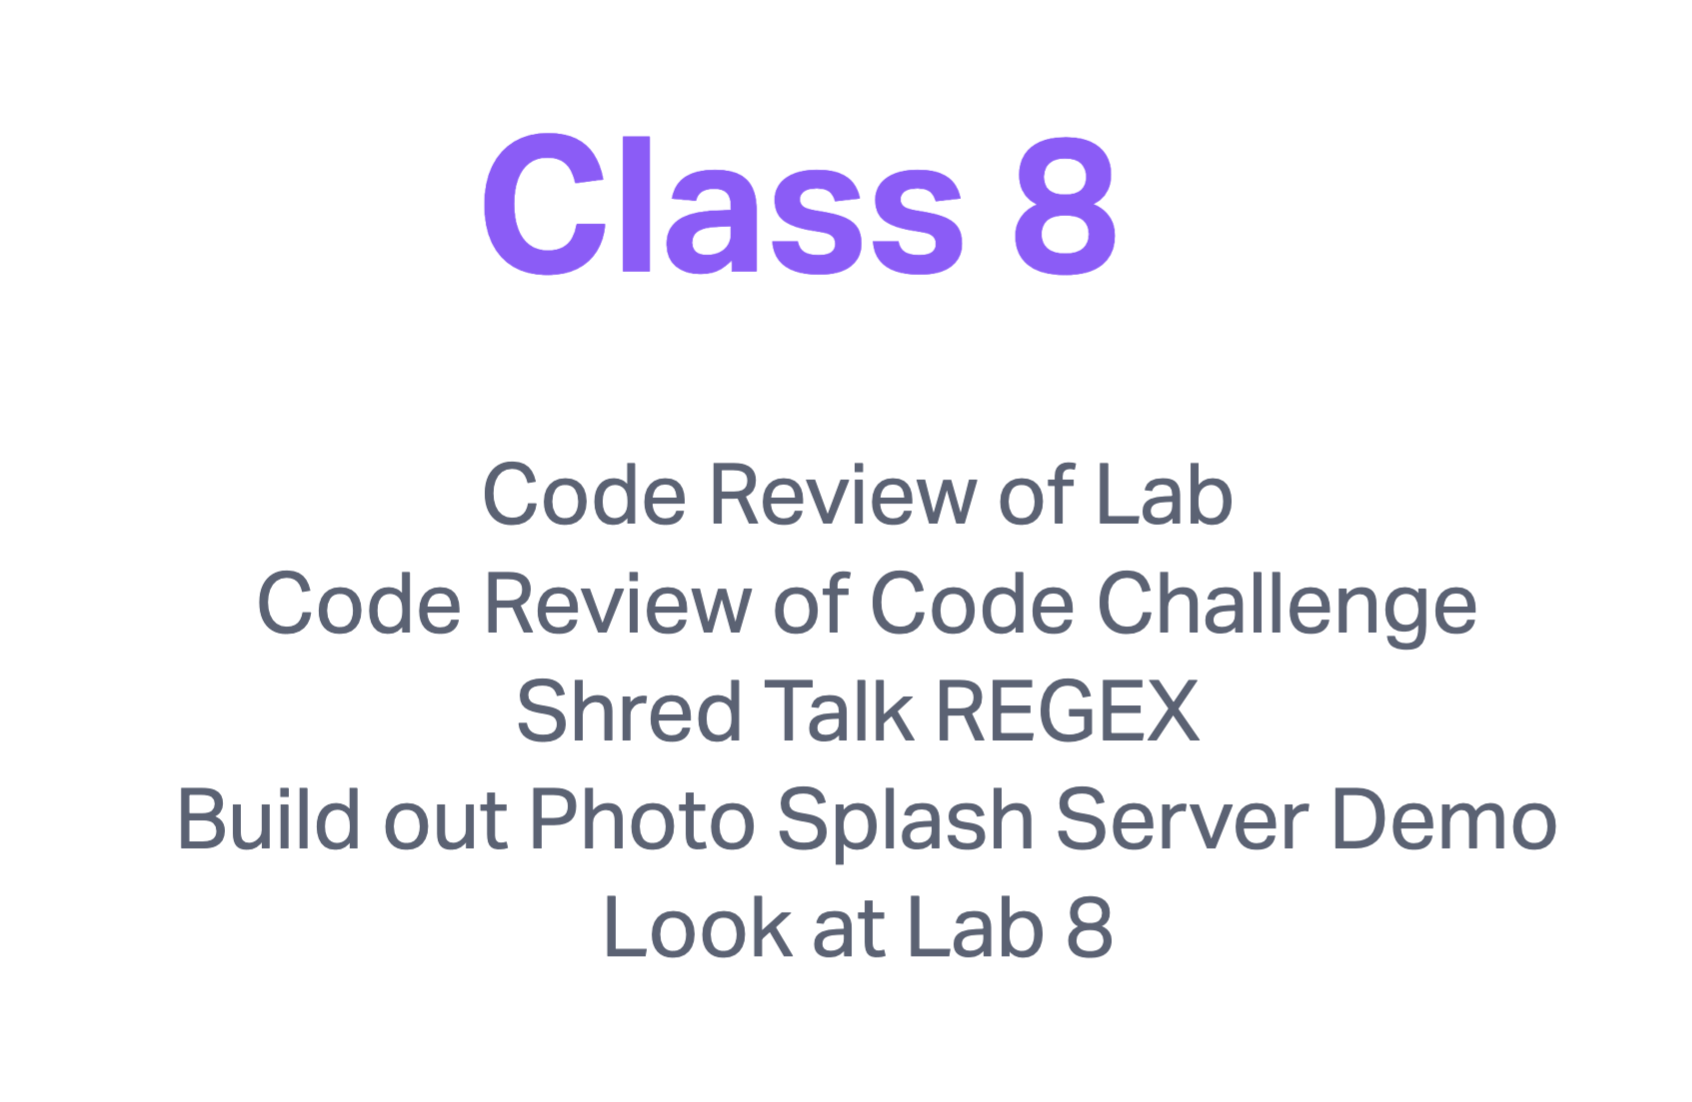 Class 8
Code Review of Lab
Code Review of Code Challenge
Shred Talk REGEX
Build out Photo Splash Server Demo
Look at Lab 8